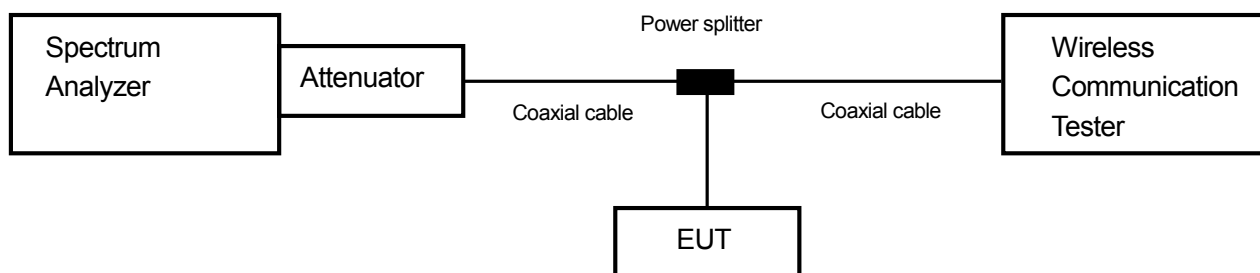 Power splitter
Spectrum
Analyzer
Attenuator
Wireless
Communication
Tester
Coaxial cable
Coaxial cable
EUT